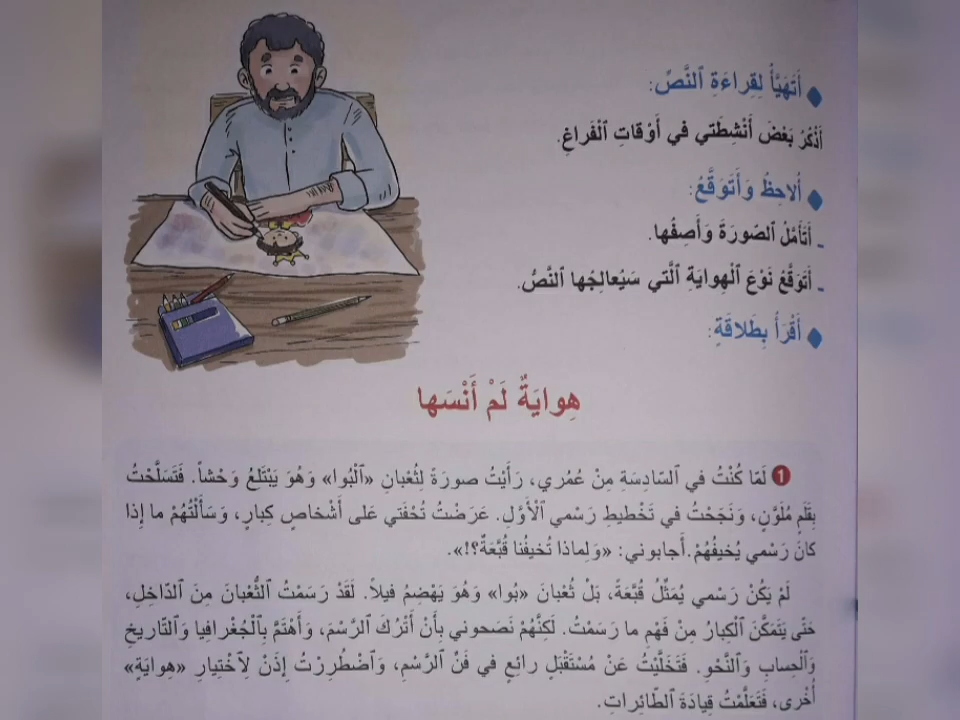 أَتَهَيَّأُ لِقِراءَةِ ٱلنَّصِّ:
أَذْكُرُ بَعْضَ أَنْشِطَتي في أَوْقاتِ ٱلْفَراغِ.
أُلاحِظُ وَأَتَوَقَّعُ:
- أَتَأَمَّلُ ٱلصّورَةَ وَأَصِفُها.
- أَتَوَقَّعُ نَوْعَ ٱلْهِوايَةِ ٱلَّتي سَيُعالِجُها ٱلنَّصُّ.
أَقْرَأُ بِطَلاقَةٍ:
هِوايَةٌ لَمْ أَنْسَها
1 لَمّا كُنْتُ في ٱلسّادِسَةِ مِنْ عُمُري، رَأَيْتُ صورَةً لِثُعْبانِ «ٱلْبُوا» وَهُوَ يَبْتَلِعُ وَحْشاً. فَتَسَلَّحْتُ
بِقَلَمٍ مُلَوَّنٍ، وَنَجَحْتُ في تَخْطيطِ رَسْمي ٱلْأَوَّلِ. عَرَضْتُ تُحْفَتي عَلى أَشْخاصٍ كِبارٍ، وَسَأَلْتُهُمْ ما إِذا
كانَ رَسْمي يُخيفُهُمْ. أَجابوني: «وَلِماذا تُخيفُنا قُبَّعَةٌ؟!».
لَمْ يَكُنْ رَسْمي يُمَثِّلُ قُبَّعَةً، بَلْ ثُعْبانَ «بُوا» وَهُوَ يَهْضِمُ فيلاً. لَقَدْ رَسَمْتُ ٱلثُّعْبانَ مِنَ ٱلدّاخِلِ،
حَتّى يَتَمَكَّنَ ٱلْكِبارُ مِنْ فَهْمِ ما رَسَمْتُ. لَكِنَّهُمْ نَصَحوني بِأَنْ أَتْرُكَ ٱلرَّسْمَ، وَأَهْتَمَّ بِٱلْجُغْرافِيا وَٱلتّاريخِ
وَٱلْحِسابِ وَٱلنَّحْوِ. فَتَخَلَّيْتُ عَنْ مُسْتَقْبَلٍ رائِعٍ في فَنِّ ٱلرَّسْمِ، وَٱضْطُرِرْتُ إِذَنْ لِٱخْتِيارِ «هِوايَةٍ»
أُخْرى، فَتَعَلَّمْتُ قِيادَةَ ٱلطّائِراتِ.